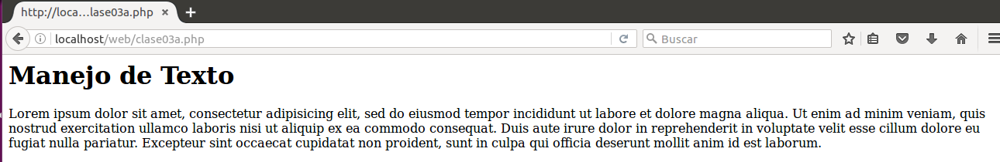 http://loca...lase03a.php
localhost/web/clase03a.php
Buscar
Manejo de Texto
Lorem ipsum dolor sit amet, consectetur adipisicing elit, sed do eiusmod tempor incididunt ut labore et dolore magna aliqua. Ut enim ad minim veniam, quis
nostrud exercitation ullamco laboris nisi ut aliquip ex ea commodo consequat. Duis aute irure dolor in reprehenderit in voluptate velit esse cillum dolore eu
fugiat nulla pariatur. Excepteur sint occaecat cupidatat non proident, sunt in culpa qui officia deserunt mollit anim id est laborum.